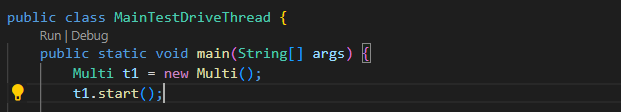 public class MainTestDriveThread {
Run | Debug
public static void main(String[] args) {
Multi t1 = new Multi();
t1.start();